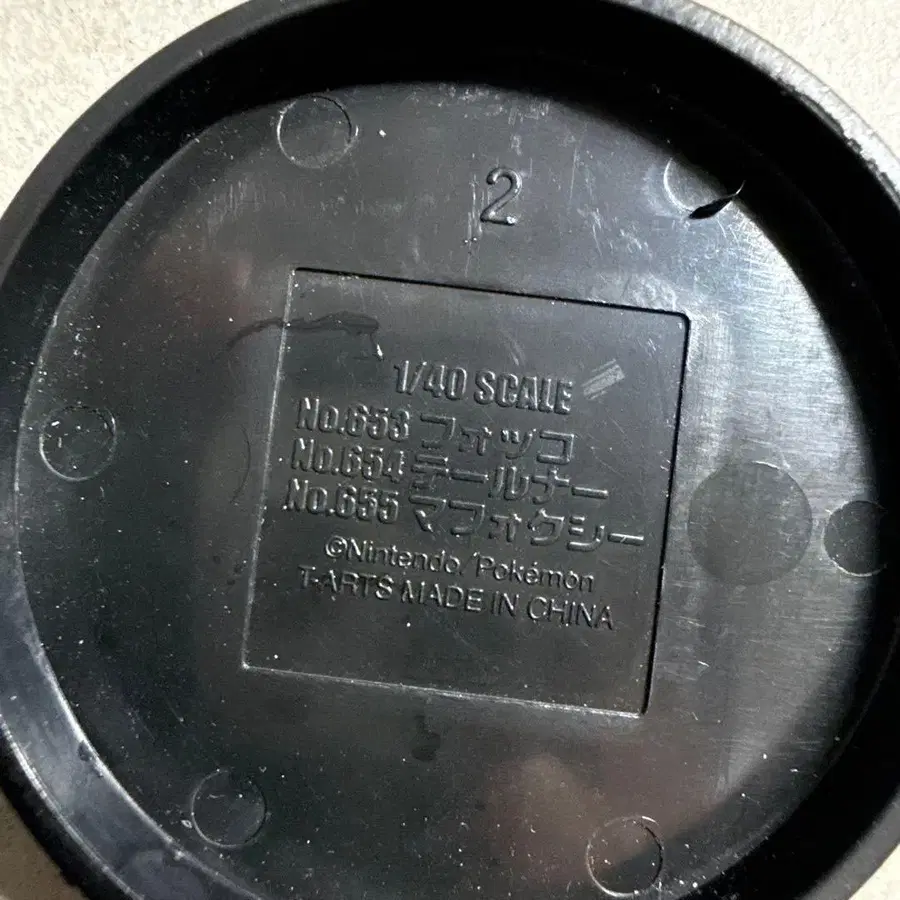 2
1/40 SCALE
No.653 フォッコ
No.654 テールナー
No.655 マフォクシー
©Nintendo/Pokémon
T-ARTS MADE IN CHINA